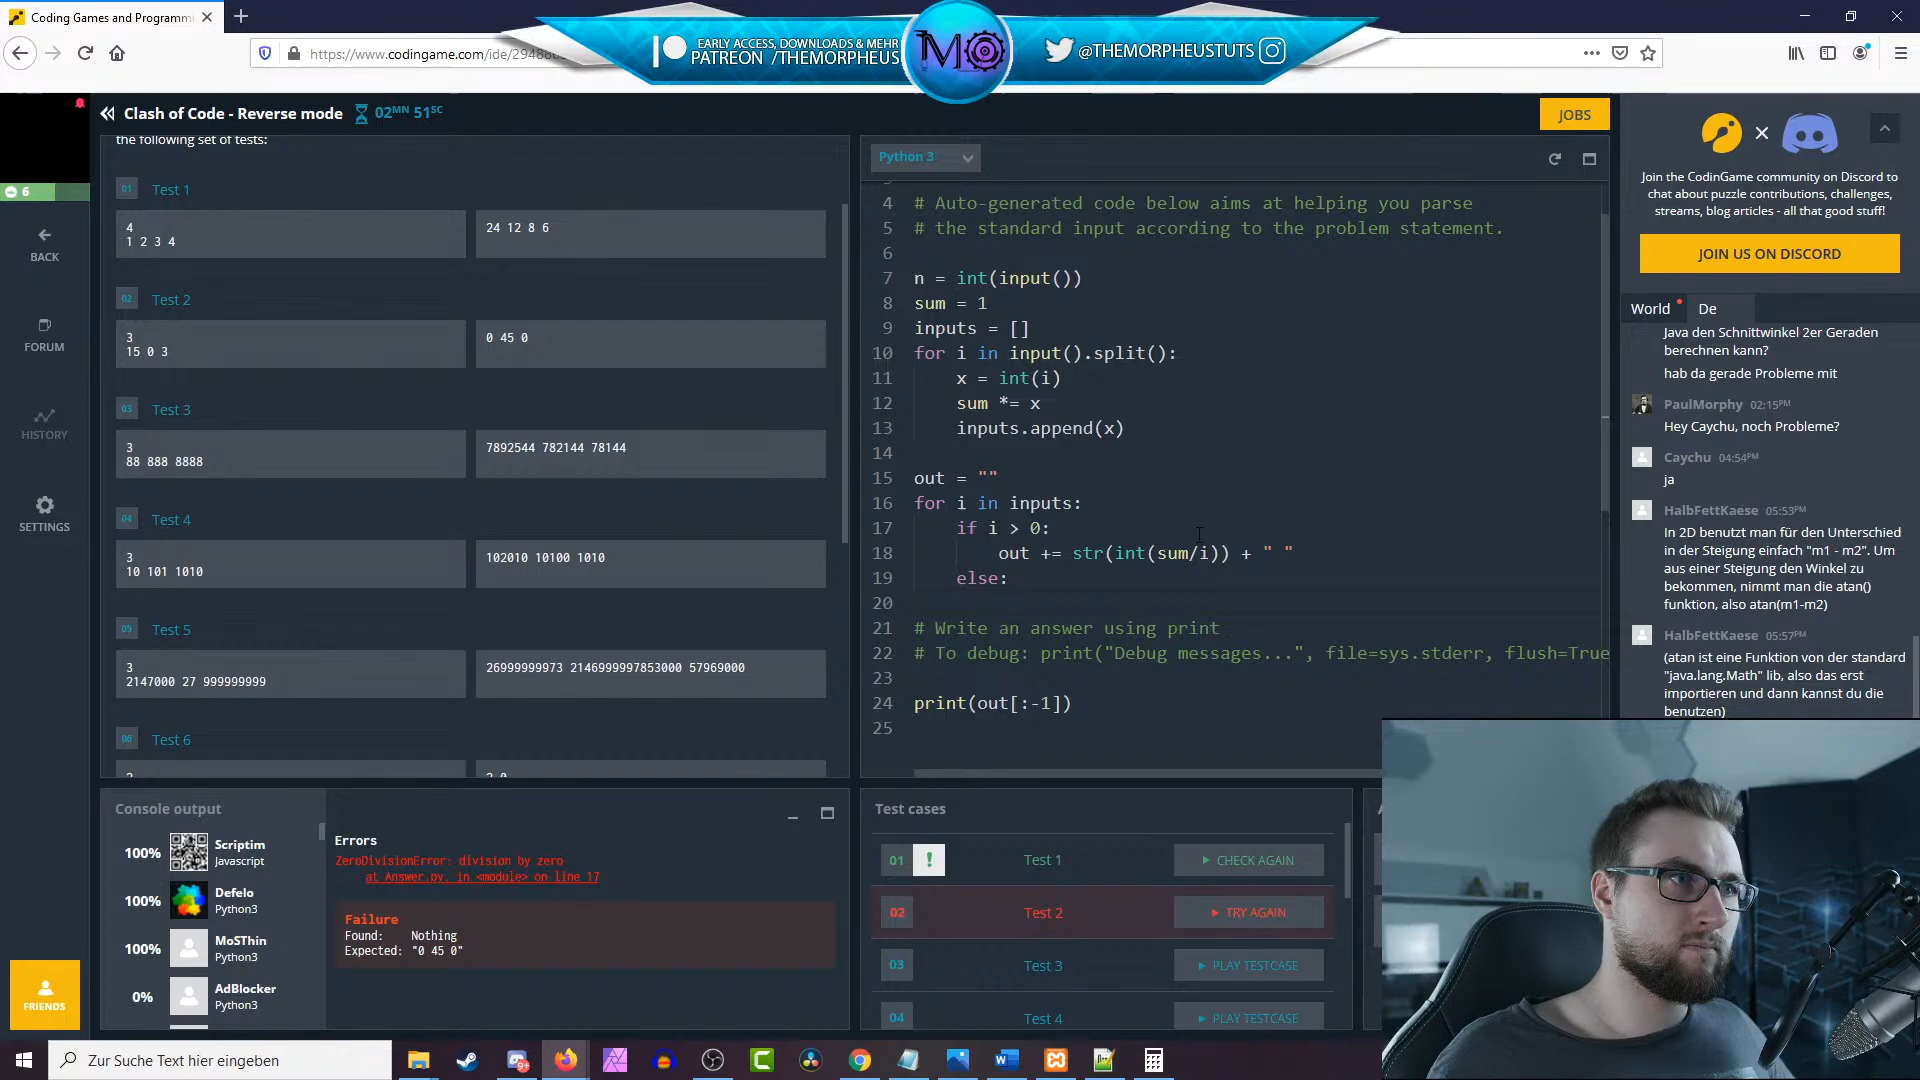 Coding Games and Programmi
EARLY ACCESS, DOWNLOADS & MEHR
PATREON /THEMORPHEUS
MO
@THEMORPHEUSTUTS
https://www.codingame.com/ide/29488
Clash of Code - Reverse mode
02MN 51SC
JOBS
6
BACK
FORUM
HISTORY
SETTINGS
FRIENDS
the following set of tests:
01 Test 1
4
1 2 3 4
24 12 8 6
02 Test 2
3
15 0 3
0 45 0
03 Test 3
3
88 888 8888
7892544 782144 78144
04 Test 4
3
10 101 1010
102010 10100 1010
05 Test 5
3
2147000 27 999999999
26999999973 2146999997853000 57969000
06 Test 6
Python 3
4 # Auto-generated code below aims at helping you parse
5 # the standard input according to the problem statement.
6
7 n = int(input())
8 sum = 1
9 inputs = []
10 for i in input().split():
11 x = int(i)
12 sum *= x
13 inputs.append(x)
14
15 out = ""
16 for i in inputs:
17 if i > 0:
18 out += str(int(sum/i)) + " "
19 else:
20
21 # Write an answer using print
22 # To debug: print("Debug messages...", file=sys.stderr, flush=True
23
24 print(out[:-1])
25
Join the CodinGame community on Discord to
chat about puzzle contributions, challenges,
streams, blog articles - all that good stuff!
JOIN US ON DISCORD
World De
Java den Schnittwinkel 2er Geraden
berechnen kann?
hab da gerade Probleme mit
PaulMorphy 02:15PM
Hey Caychu, noch Probleme?
Caychu 04:54PM
ja
HalbFettKaese 05:53PM
In 2D benutzt man für den Unterschied
in der Steigung einfach "m1 - m2". Um
aus einer Steigung den Winkel zu
bekommen, nimmt man die atan()
funktion, also atan(m1-m2)
HalbFettKaese 05:57PM
(atan ist eine Funktion von der standard
"java.lang.Math" lib, also das erst
importieren und dann kannst du die
benutzen)
Console output
100% Scriptim
Javascript
100% Defelo
Python3
100% MoSThin
Python3
0% AdBlocker
Python3
Errors
ZeroDivisionError: division by zero
at Answer.py. in <module> on line 17
Failure
Found: Nothing
Expected: "0 45 0"
Test cases
01 ! Test 1 CHECK AGAIN
02 Test 2 TRY AGAIN
03 Test 3 PLAY TESTCASE
04 Test 4 PLAY TESTCASE
Zur Suche Text hier eingeben